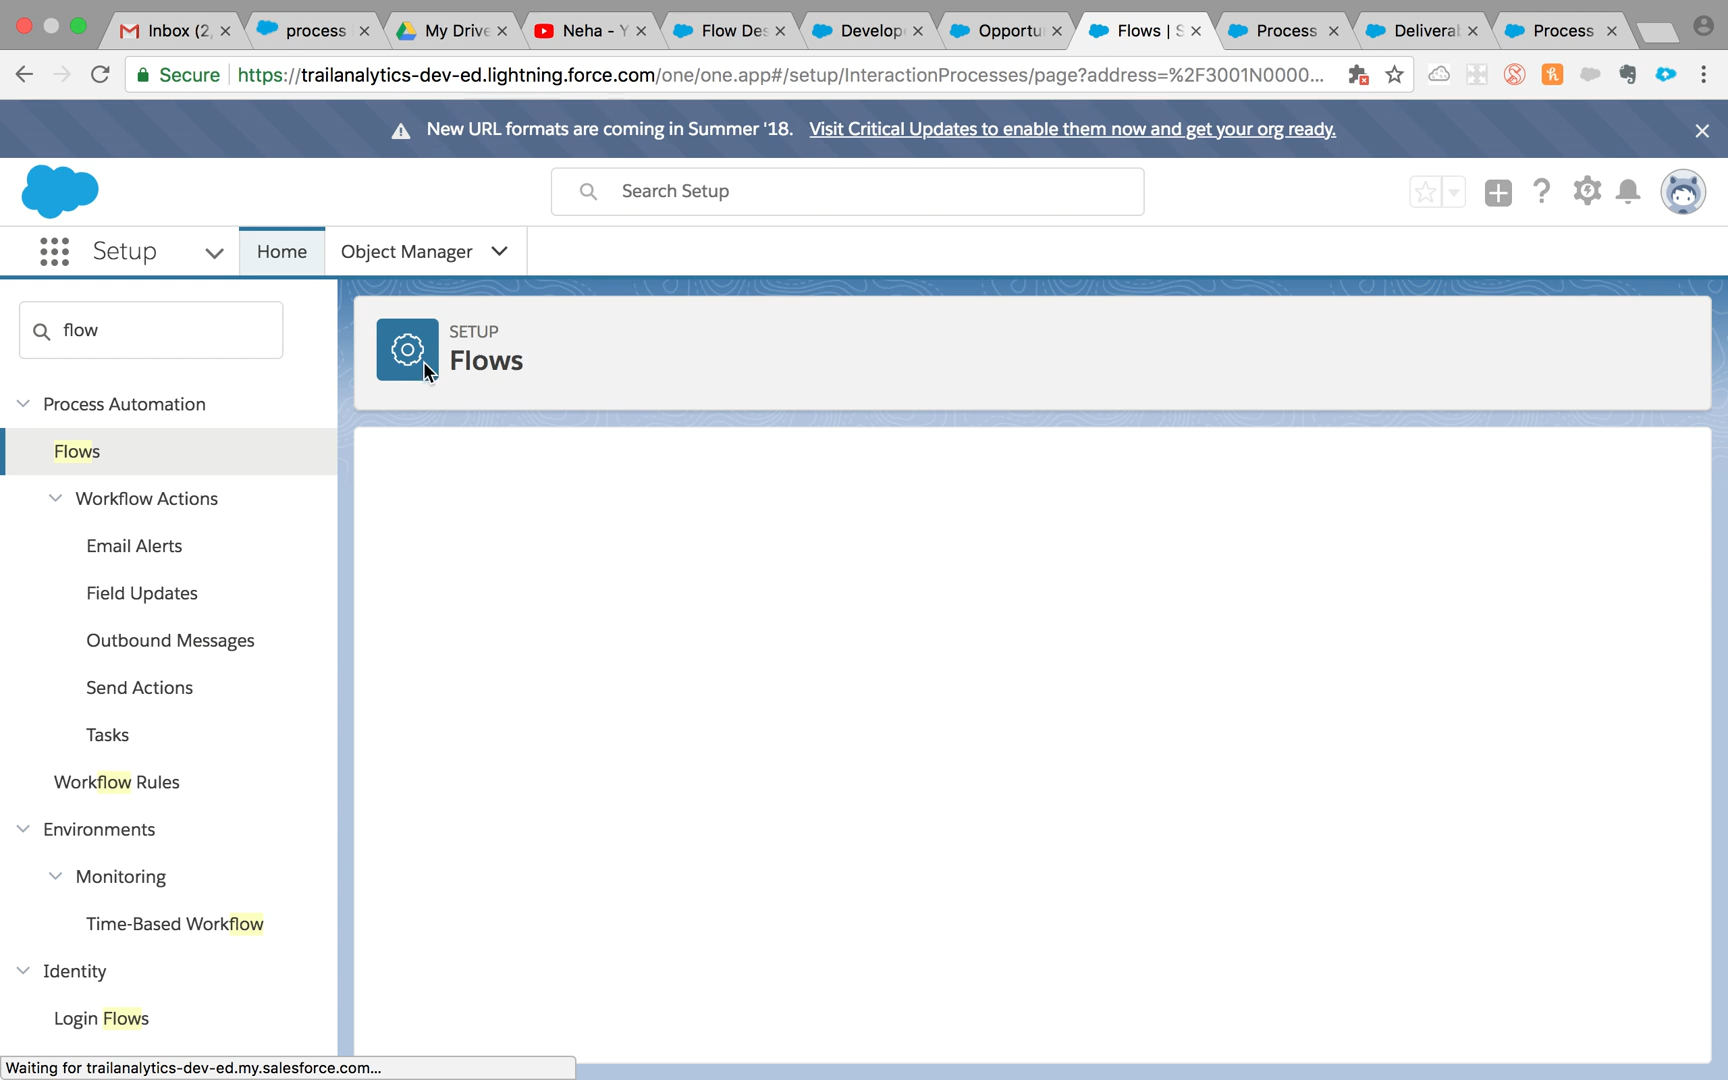 Inbox (2,
process
My Drive
Neha - Y
Flow Des
Develop
Opportu
Flows | S
Process
Delivera
Process
Secure https://trailanalytics-dev-ed.lightning.force.com/one/one.app#/setup/InteractionProcesses/page?address=%2F3001N0000...
New URL formats are coming in Summer '18. Visit Critical Updates to enable them now and get your org ready.
Search Setup
Setup
Home
Object Manager
flow
SETUP
Flows
Process Automation
Flows
Workflow Actions
Email Alerts
Field Updates
Outbound Messages
Send Actions
Tasks
Workflow Rules
Environments
Monitoring
Time-Based Workflow
Identity
Login Flows
Waiting for trailanalytics-dev-ed.my.salesforce.com...